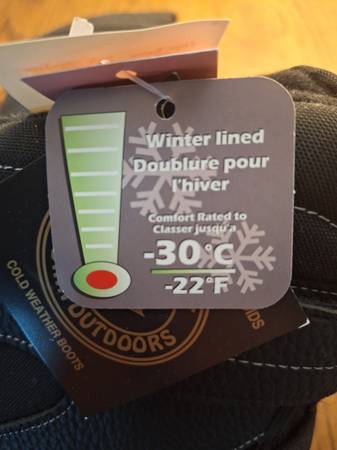 Winter lined
Doublure pour
l'hiver
Comfort Rated to
Classer jusqu'a
-30°C
-22°F
OUTDOORS
COLD WEATHER BOOTS